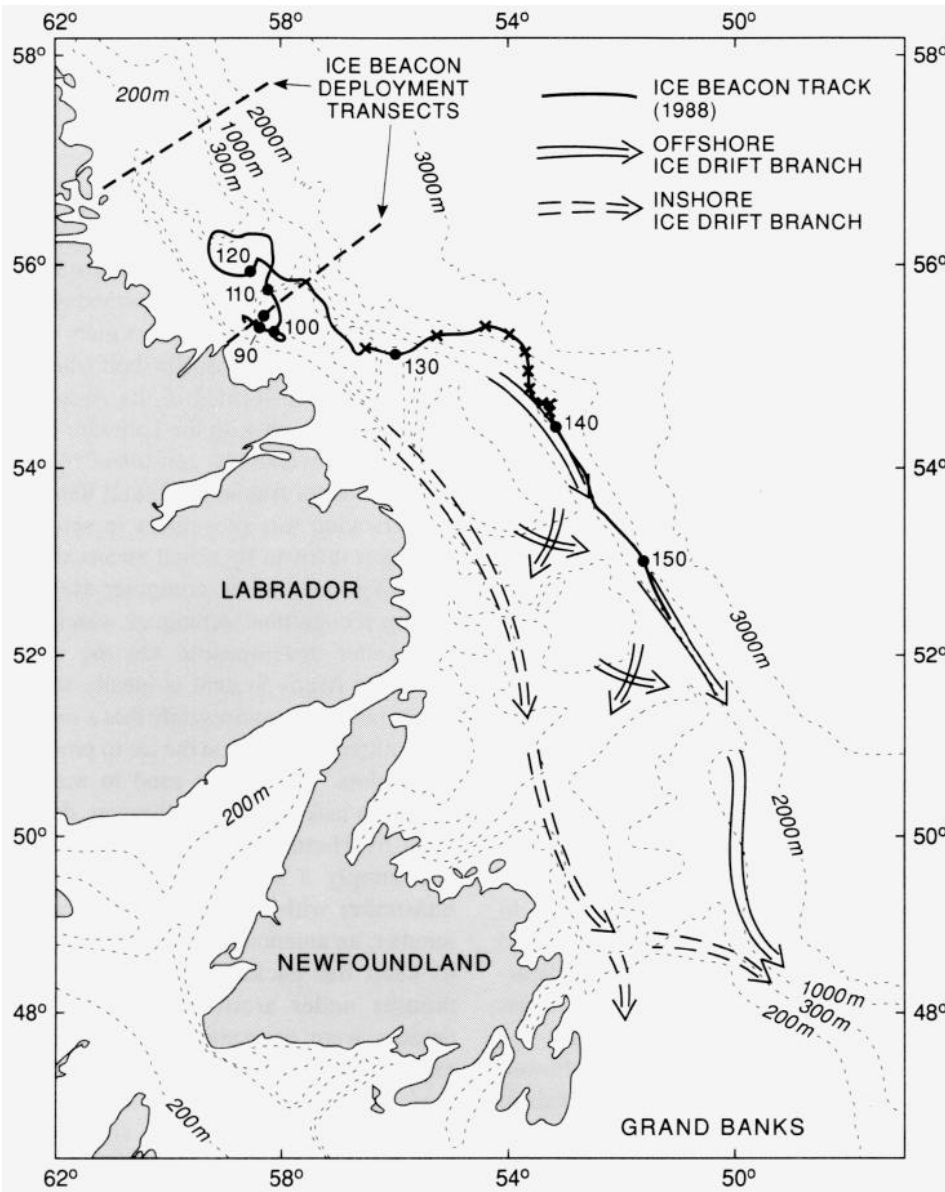 62°
58°
54°
50°
58°
58°
56°
56°
54°
54°
52°
52°
50°
50°
48°
48°
62°
58°
54°
50°
ICE BEACON
DEPLOYMENT
TRANSECTS
ICE BEACON TRACK
(1988)
OFFSHORE
ICE DRIFT BRANCH
INSHORE
ICE DRIFT BRANCH
200m
300m
1000m
2000m
3000m
120
110
100
90
130
140
150
LABRADOR
3000m
200m
2000m
NEWFOUNDLAND
1000m
300m
200m
200m
GRAND BANKS